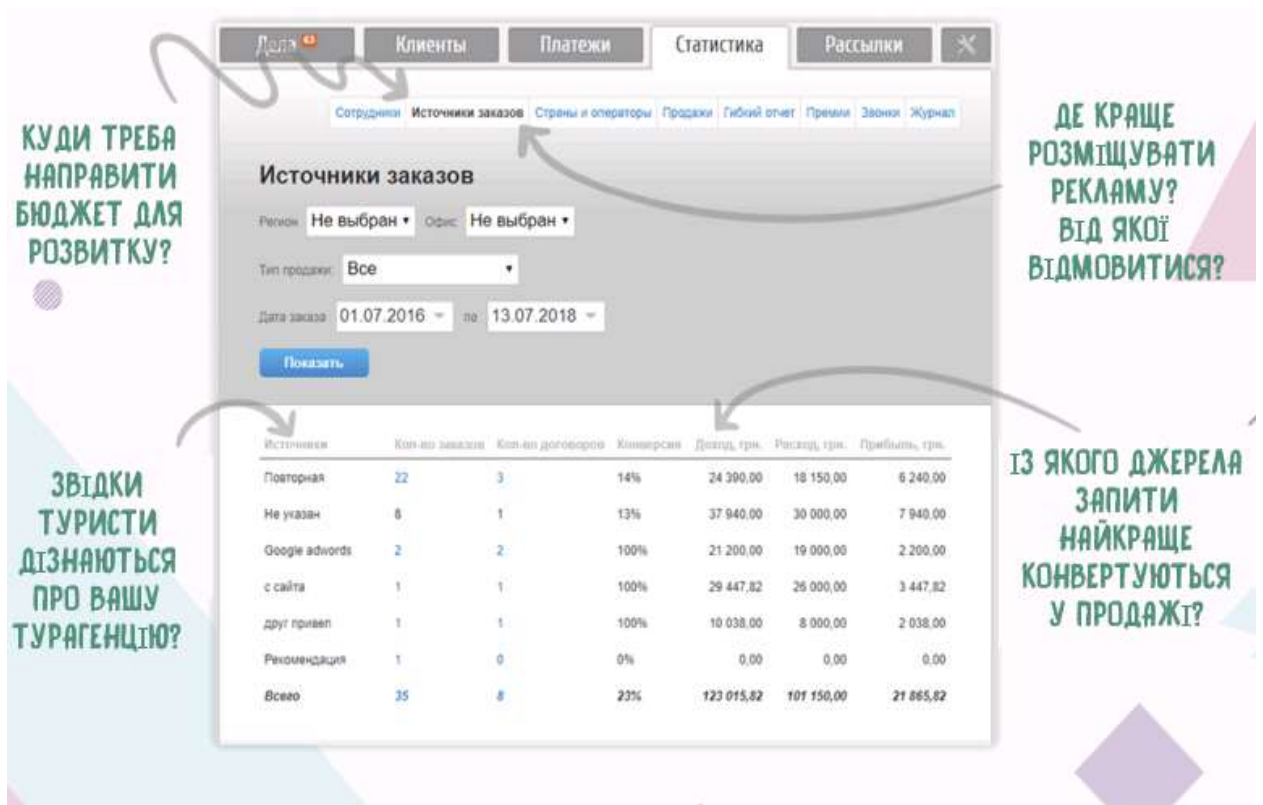 Дела 43 Клиенты Платежи Статистика Рассылки
Сотрудники Источники заказов Страны и операторы Продажи Гибкий отчет Премии Звонки Журнал
КУДИ ТРЕБА
НАПРАВИТИ
БЮДЖЕТ ДЛЯ
РОЗВИТКУ?
ДЕ КРАЩЕ
РОЗМІЩУВАТИ
РЕКЛАМУ?
ВІД ЯКОЇ
ВІДМОВИТИСЯ?
Источники заказов
Регион Не выбран Офис Не выбран
Тип продажи: Все
Дата заказа 01.07.2016 по 13.07.2018
Показать
ЗВІДКИ
ТУРИСТИ
ДІЗНАЮТЬСЯ
ПРО ВАШУ
ТУРАГЕНЦІЮ?
Источники Кол-во заказов Кол-во договоров Конверсия Доход, грн. Расход, грн. Прибыль, грн.
Повторная 22 3 14% 24 390,00 18 150,00 6 240,00
Не указан 8 1 13% 37 940,00 30 000,00 7 940,00
Google adwords 2 2 100% 21 200,00 19 000,00 2 200,00
с сайта 1 1 100% 29 447,82 26 000,00 3 447,82
друг привел 1 1 100% 10 038,00 8 000,00 2 038,00
Рекомендация 1 0 0% 0,00 0,00 0,00
Всего 35 8 23% 123 015,82 101 150,00 21 865,82
ІЗ ЯКОГО ДЖЕРЕЛА
ЗАПИТИ
НАЙКРАЩЕ
КОНВЕРТУЮТЬСЯ
У ПРОДАЖІ?